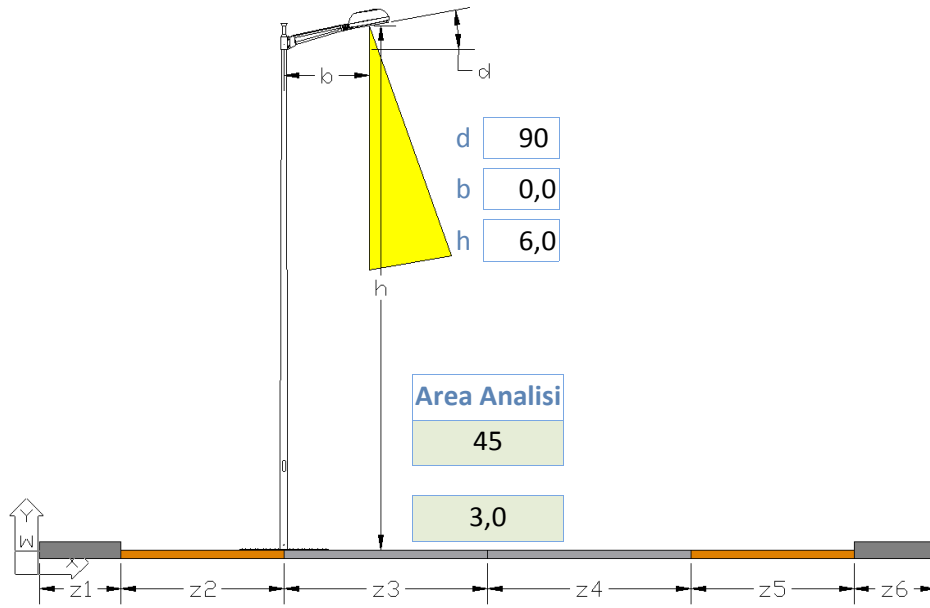 b
d
d 90
b 0,0
h 6,0
h
Area Analisi
45
3,0
Y
W
X
z1 z2 z3 z4 z5 z6